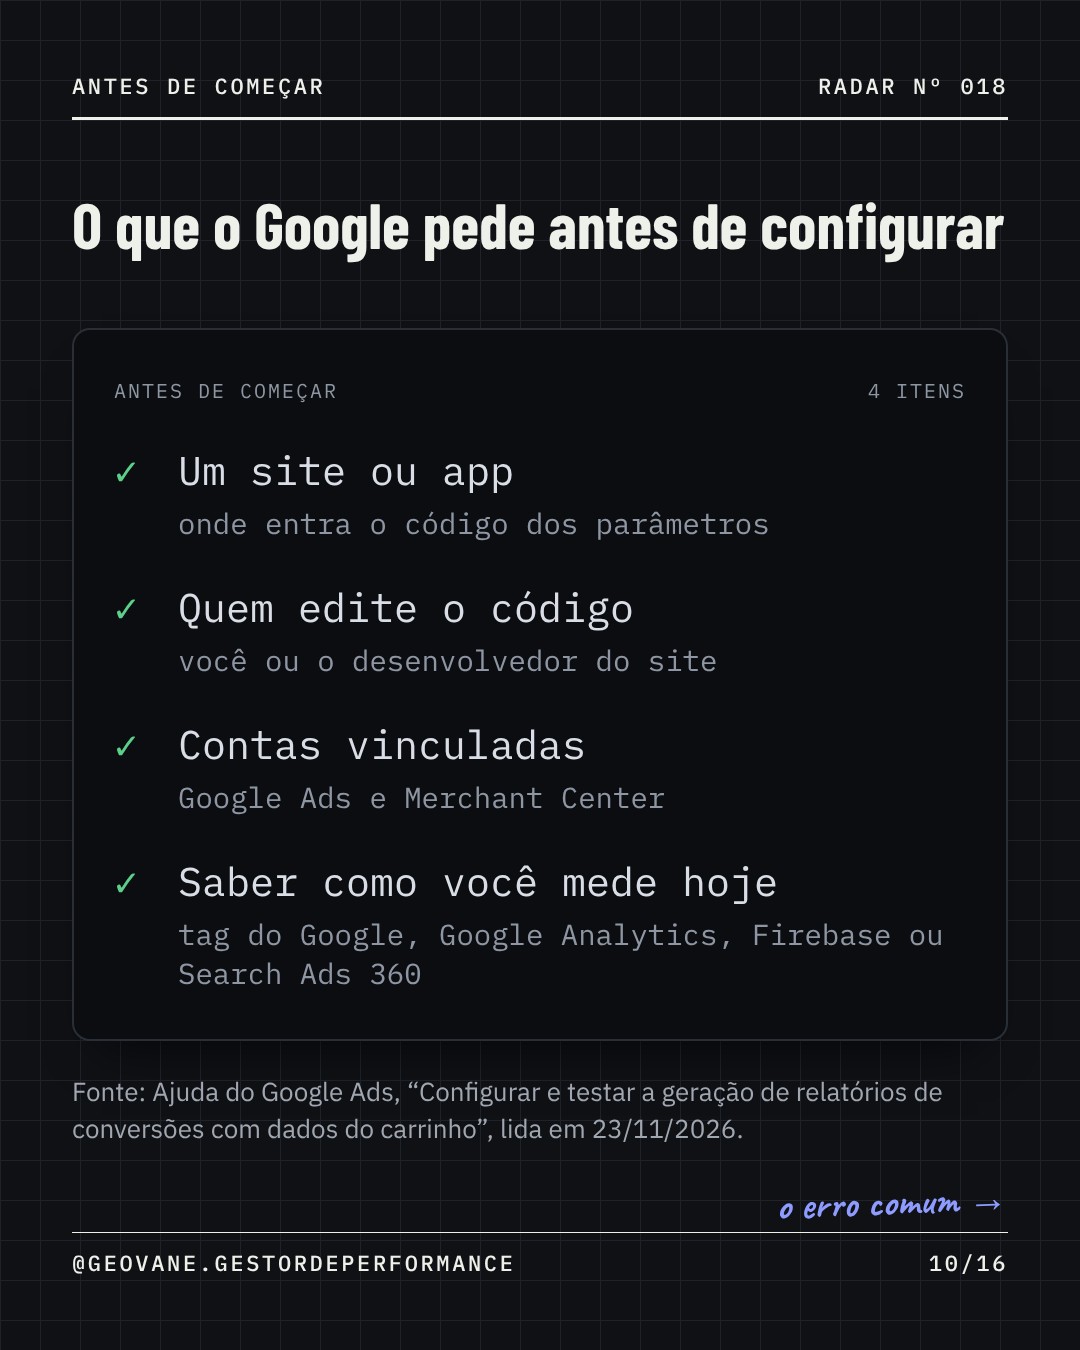 ANTES DE COMEÇAR
RADAR Nº 018
O que o Google pede antes de configurar
ANTES DE COMEÇAR
4 ITENS
✓ Um site ou app
onde entra o código dos parâmetros
✓ Quem edite o código
você ou o desenvolvedor do site
✓ Contas vinculadas
Google Ads e Merchant Center
✓ Saber como você mede hoje
tag do Google, Google Analytics, Firebase ou
Search Ads 360
Fonte: Ajuda do Google Ads, “Configurar e testar a geração de relatórios de
conversões com dados do carrinho”, lida em 23/11/2026.
o erro comum →
@GEOVANE.GESTORDEPERFORMANCE
10/16